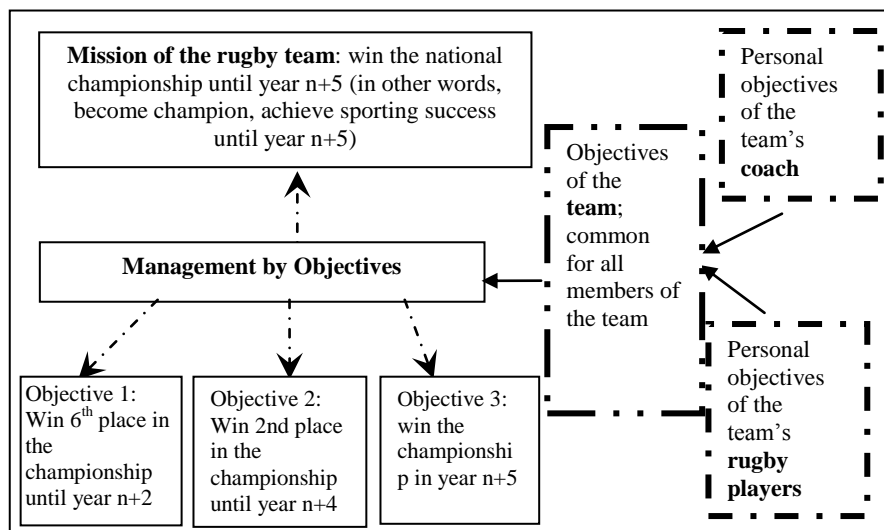 Mission of the rugby team: win the
national championship until year n+5
(in other words,
become champion, achieve sporting success
until year n+5)
Management by Objectives
Objective 1:
Win 6th place in
the
championship
until year n+2
Objective 2:
Win 2nd place
in the
championship
until year n+4
Objective 3:
win the
championshi
p in year n+5
Objectives
of the
team;
common
for all
members of
the team
Personal
objectives
of the
team's
coach
Personal
objectives
of the
team's
rugby
players